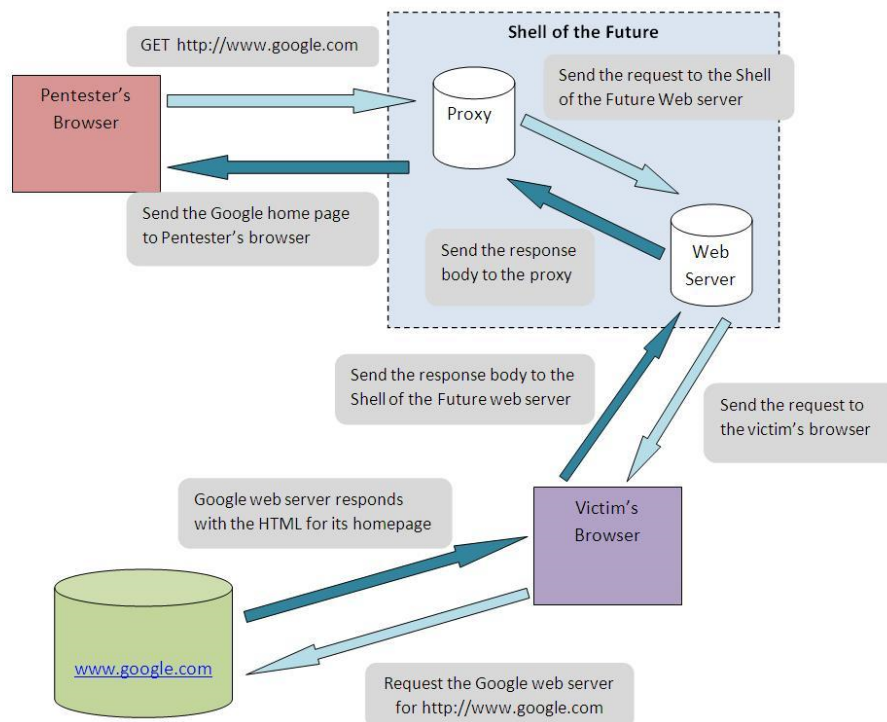 Shell of the Future
GET http://www.google.com
Pentester's
Browser
Proxy
Send the request to the Shell
of the Future Web server
Send the Google home page
to Pentester's browser
Send the response
body to the proxy
Web
Server
Send the response body to the
Shell of the Future web server
Send the request to
the victim's browser
Google web server responds
with the HTML for its homepage
Victim's
Browser
www.google.com
Request the Google web server
for http://www.google.com